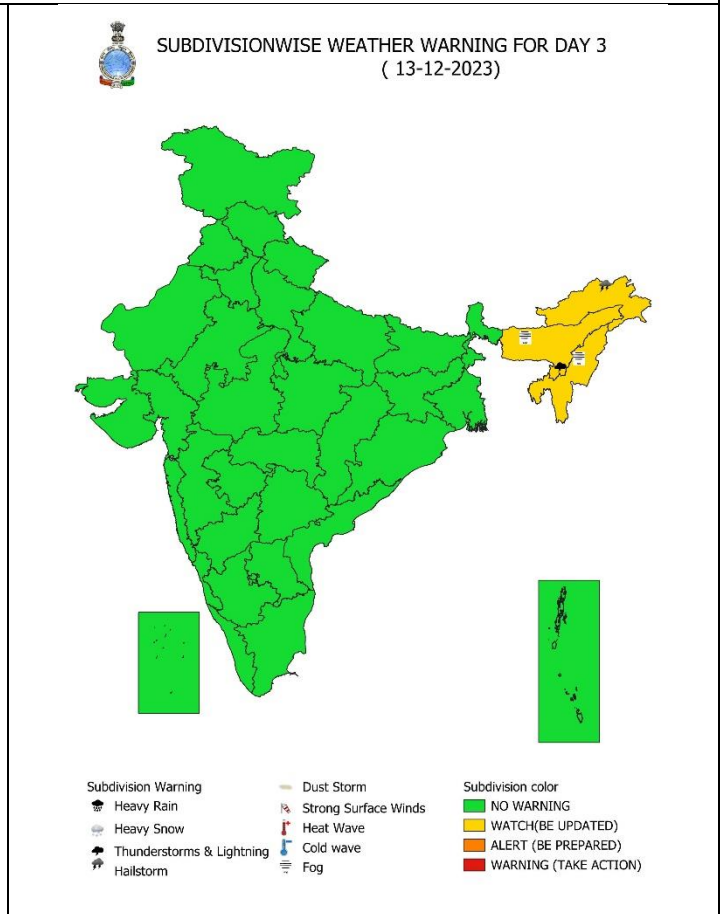 SUBDIVISIONWISE WEATHER WARNING FOR DAY 3
( 13-12-2023)
Subdivision Warning
Heavy Rain
Heavy Snow
Thunderstorms & Lightning
Hailstorm
Dust Storm
Strong Surface Winds
Heat Wave
Cold wave
Fog
Subdivision color
NO WARNING
WATCH(BE UPDATED)
ALERT (BE PREPARED)
WARNING (TAKE ACTION)